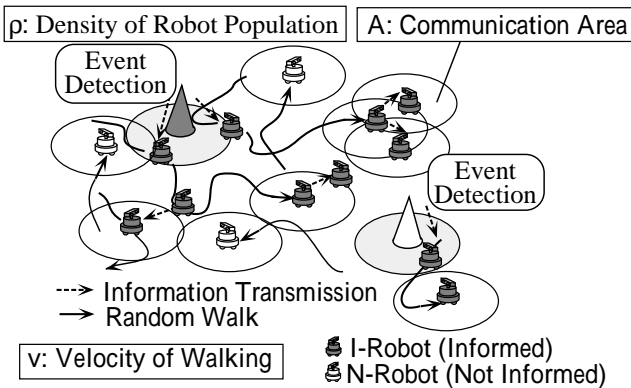 ρ: Density of Robot Population
A: Communication Area
Event
Detection
Event
Detection
Information Transmission
Random Walk
v: Velocity of Walking
I-Robot (Informed)
N-Robot (Not Informed)